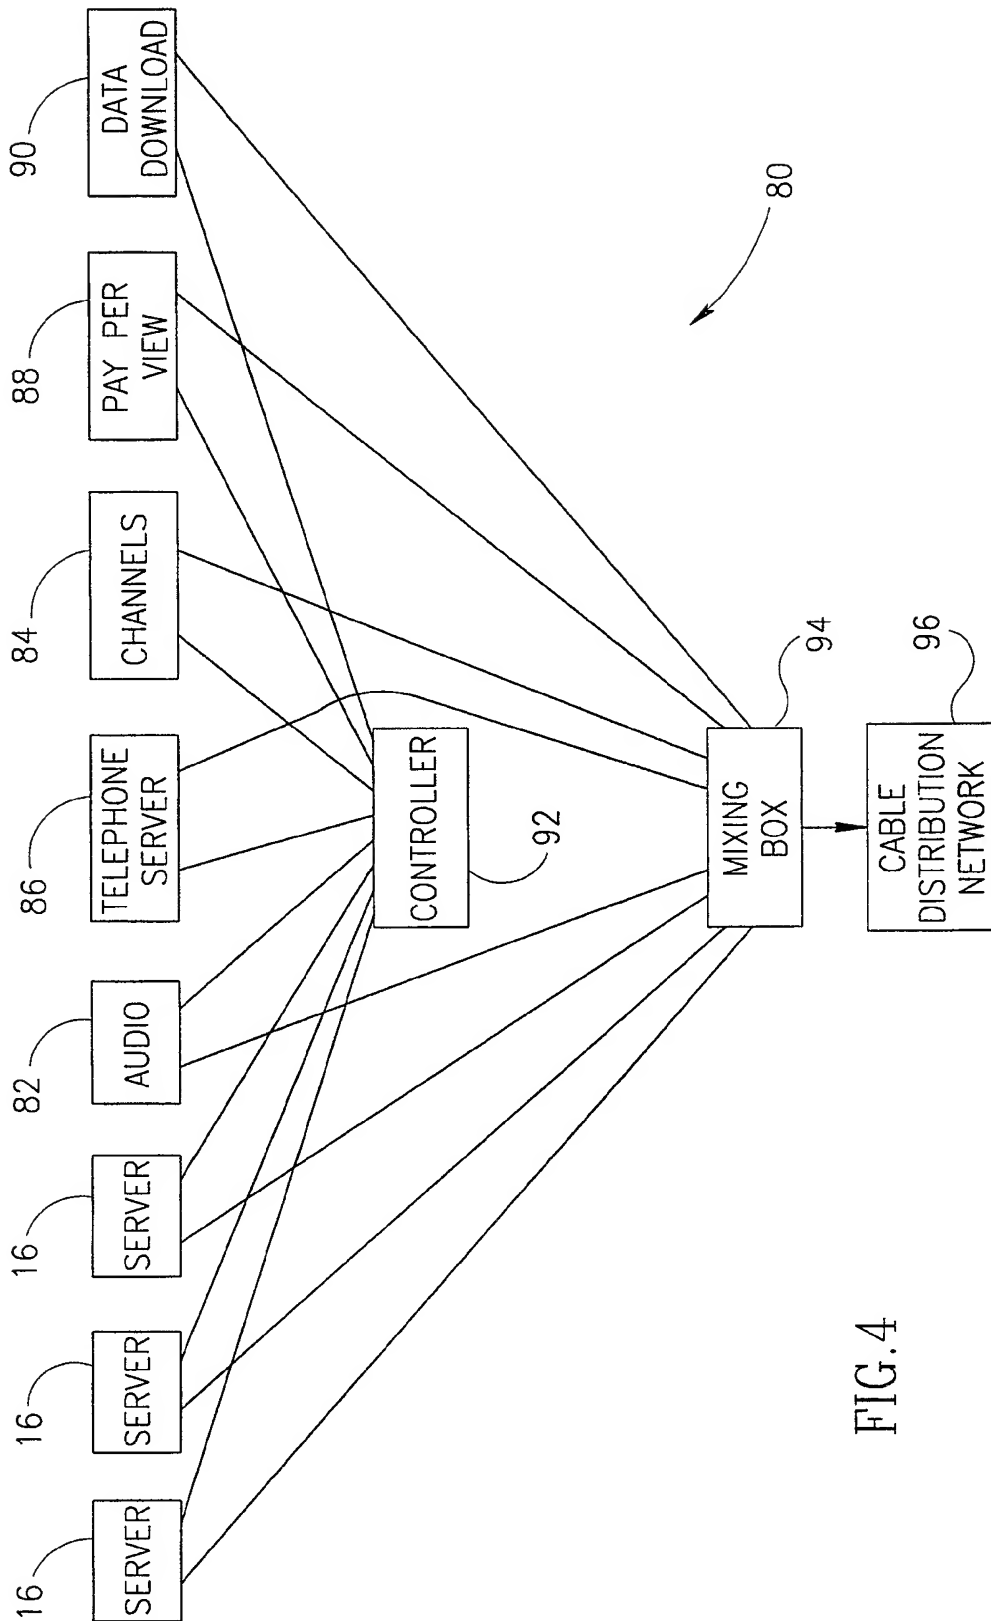 16
SERVER
16
SERVER
16
SERVER
82
AUDIO
86
TELEPHONE
SERVER
84
CHANNELS
88
PAY PER
VIEW
90
DATA
DOWNLOAD
CONTROLLER
92
80
MIXING
BOX
94
CABLE
DISTRIBUTION
NETWORK
96
FIG.4